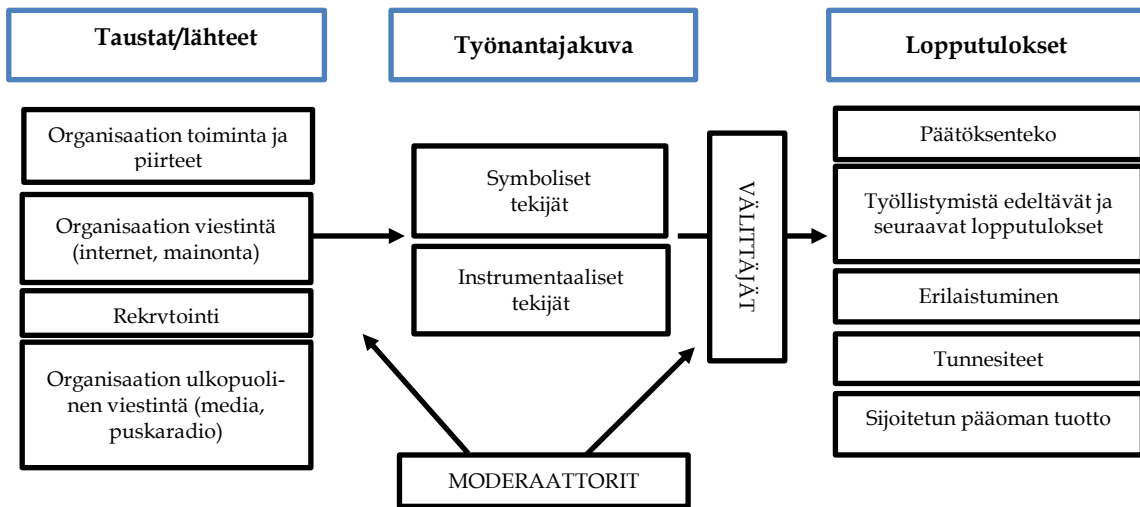 Taustat/lähteet
Organisaation toiminta ja
piirteet
Organisaation viestintä
(internet, mainonta)
Rekrytointi
Organisaation ulkopuoli-
nen viestintä (media,
puskaradio)
Työnantajakuva
Symboliset
tekijät
Instrumentaaliset
tekijät
MODERAATTORIT
VÄLITTÄJÄT
Lopputulokset
Päätöksenteko
Työllistymistä edeltävät ja
seuraavat lopputulokset
Erilaistuminen
Tunnesiteet
Sijoitetun pääoman tuotto